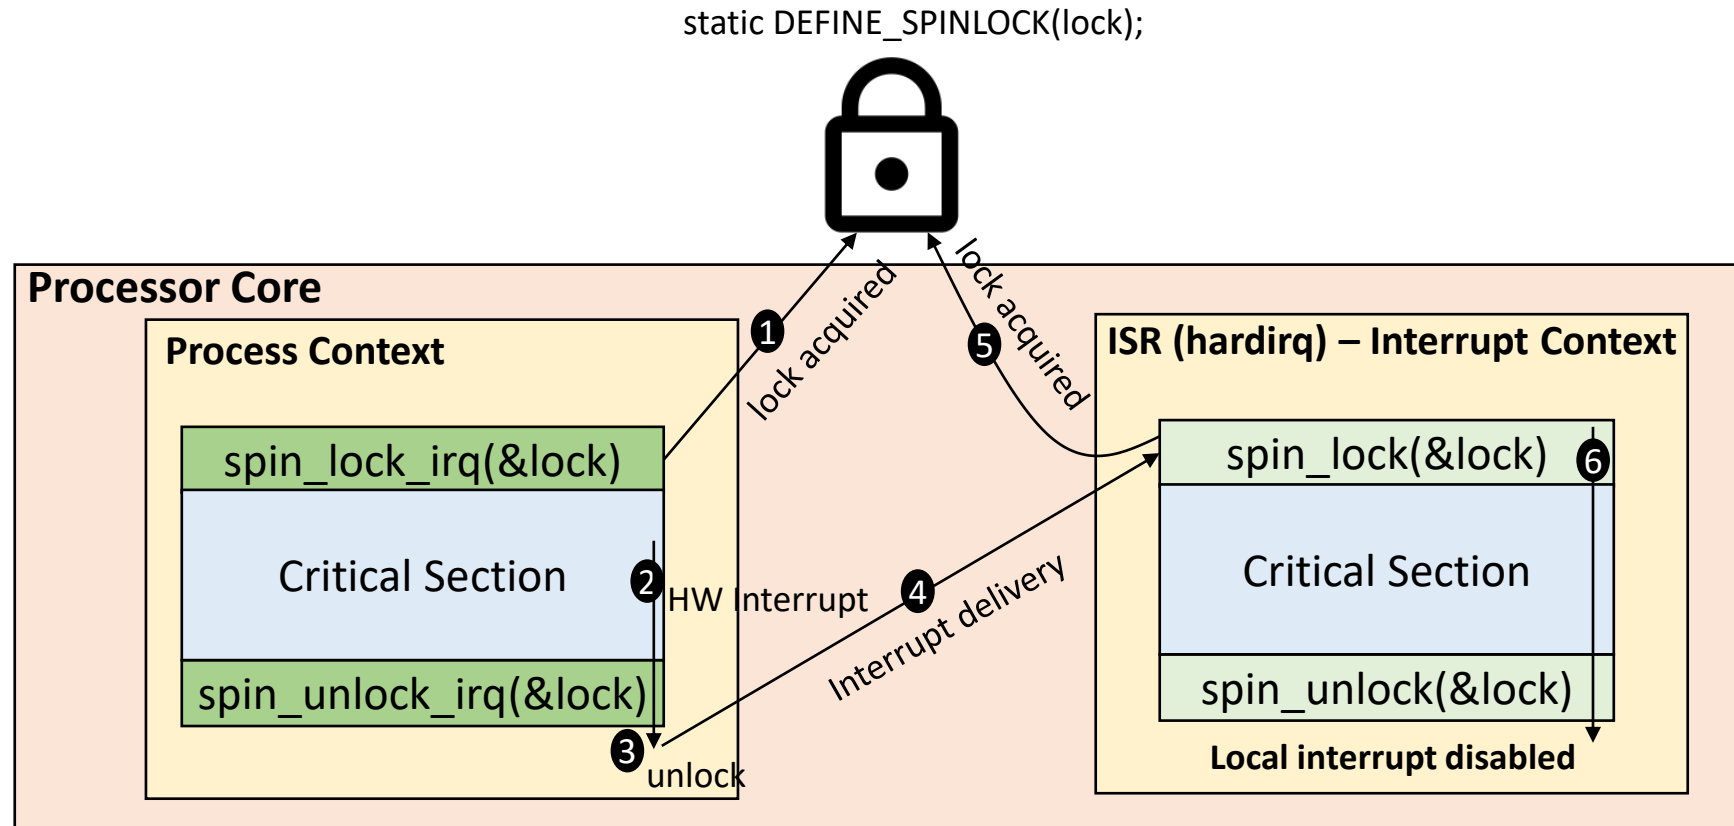 static DEFINE_SPINLOCK(lock);
Processor Core
Process Context
spin_lock_irq(&lock)
Critical Section
spin_unlock_irq(&lock)
1
lock acquired
2
HW Interrupt
3
unlock
4
Interrupt delivery
5
lock acquired
ISR (hardirq) – Interrupt Context
spin_lock(&lock)
6
Critical Section
spin_unlock(&lock)
Local interrupt disabled